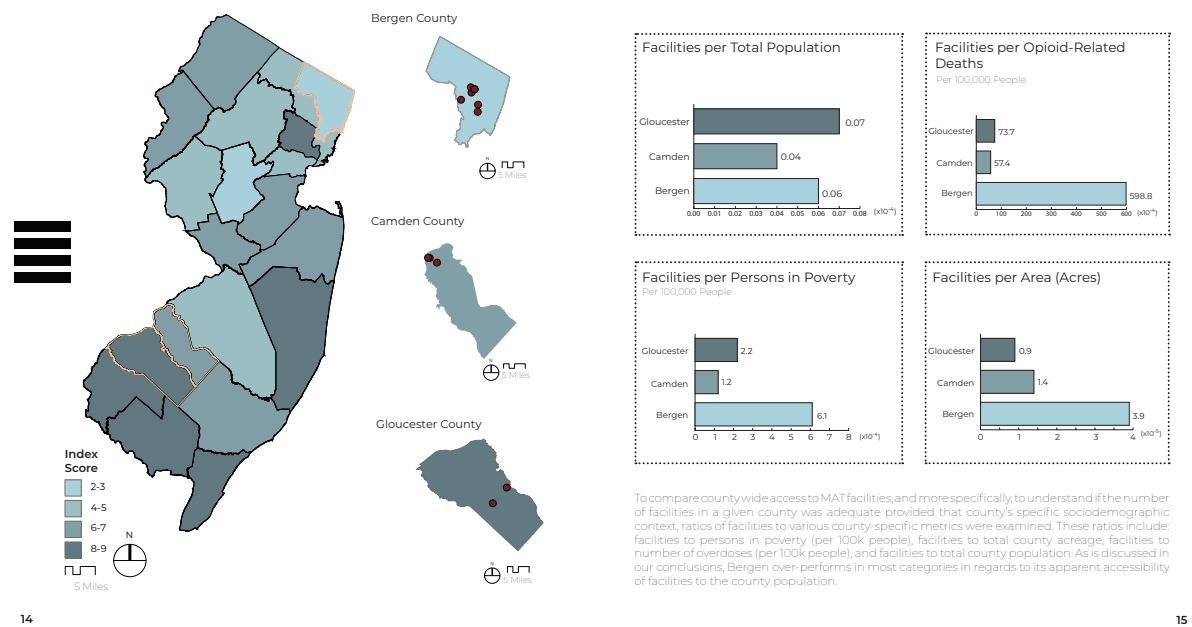 Bergen County
N
5 Miles
Camden County
N
5 Miles
Gloucester County
N
5 Miles
Index
Score
2-3
4-5
6-7
8-9
N
5 Miles
14
Facilities per Total Population
Gloucester
0.07
Camden
0.04
Bergen
0.06
0.00 0.01 0.02 0.03 0.04 0.05 0.06 0.07 0.08 (x10⁻⁴)
Facilities per Opioid-Related
Deaths
Per 100,000 People
Gloucester
73.7
Camden
57.4
Bergen
598.8
0 100 200 300 400 500 600 (x10⁻⁴)
Facilities per Persons in Poverty
Per 100,000 People
Gloucester
2.2
Camden
1.2
Bergen
6.1
0 1 2 3 4 5 6 7 8 (x10⁻⁴)
Facilities per Area (Acres)
Gloucester
0.9
Camden
1.4
Bergen
3.9
0 1 2 3 4 (x10⁻⁵)
To compare county wide access to MAT facilities, and more specifically, to understand if the number
of facilities in a given county was adequate provided that county's specific sociodemographic
context, ratios of facilities to various county-specific metrics were examined. These ratios include:
facilities to persons in poverty (per 100k people), facilities to total county acreage, facilities to
number of overdoses (per 100k people), and facilities to total county population. As is discussed in
our conclusions, Bergen over-performs in most categories in regards to its apparent accessibility
of facilities to the county population.
15